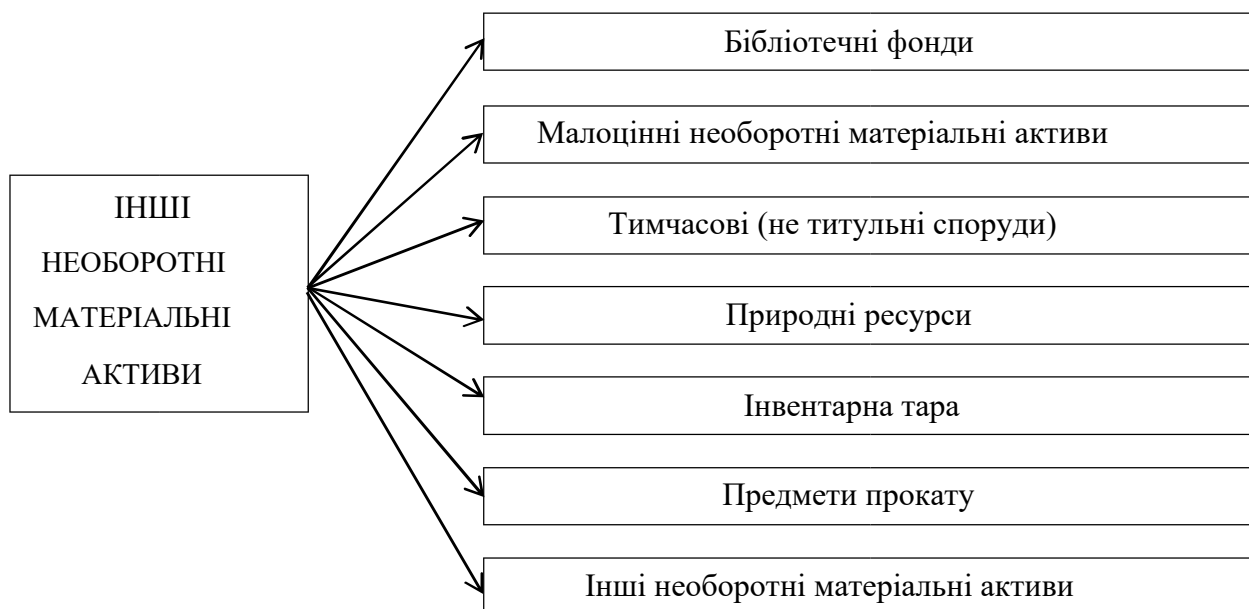 ІНШІ
НЕОБОРОТНІ
МАТЕРІАЛЬНІ
АКТИВИ
Бібліотечні фонди
Малоцінні необоротні матеріальні активи
Тимчасові (не титульні споруди)
Природні ресурси
Інвентарна тара
Предмети прокату
Інші необоротні матеріальні активи